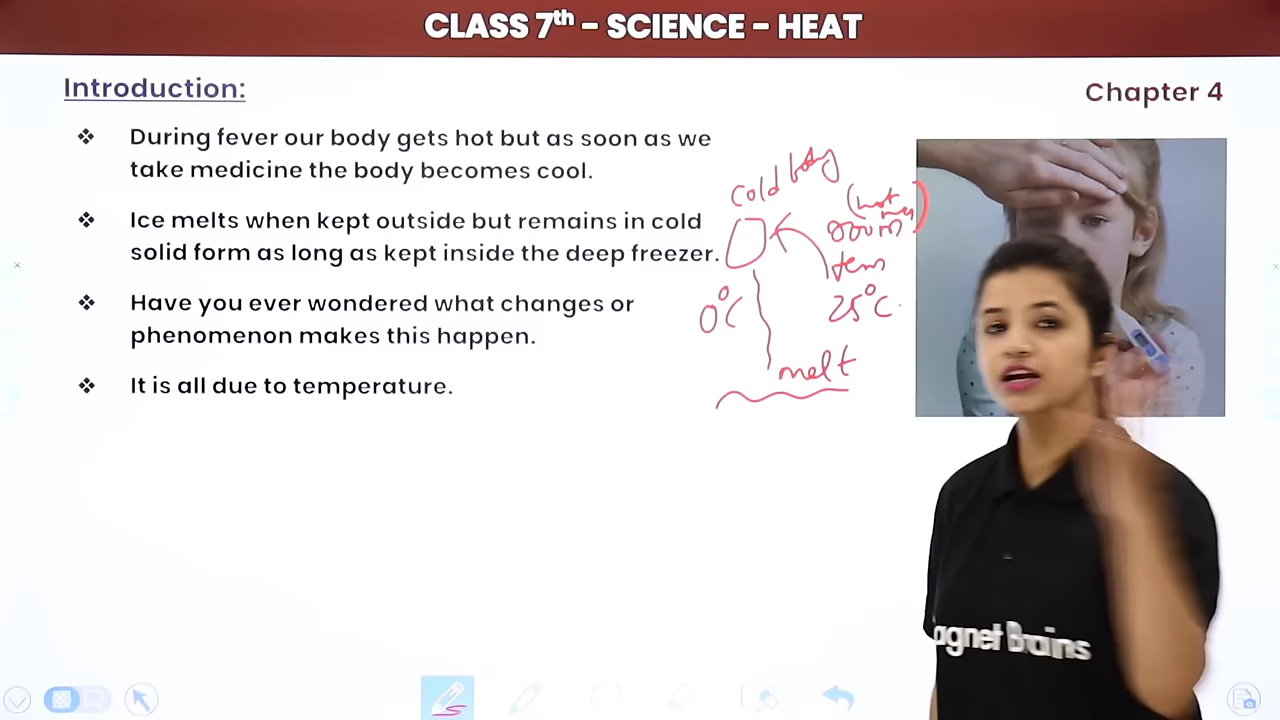 CLASS 7th - SCIENCE - HEAT
Introduction:
Chapter 4
❖ During fever our body gets hot but as soon as we
take medicine the body becomes cool.
❖ Ice melts when kept outside but remains in cold
solid form as long as kept inside the deep freezer.
❖ Have you ever wondered what changes or
phenomenon makes this happen.
❖ It is all due to temperature.
cold body
(hot
room
tem
0°C
25°C
melt
agnet Brains